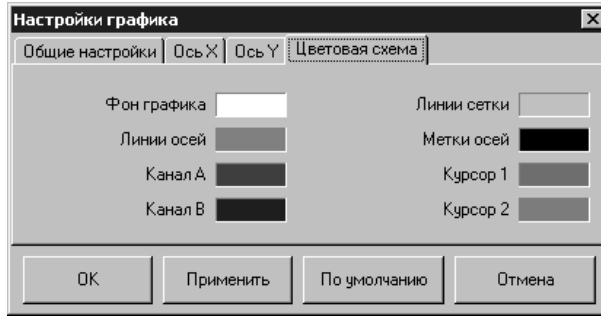 Настройки графика
Общие настройки Ось X Ось Y Цветовая схема
Фон графика Линии сетки
Линии осей Метки осей
Канал A Курсор 1
Канал B Курсор 2
OK Применить По умолчанию Отмена